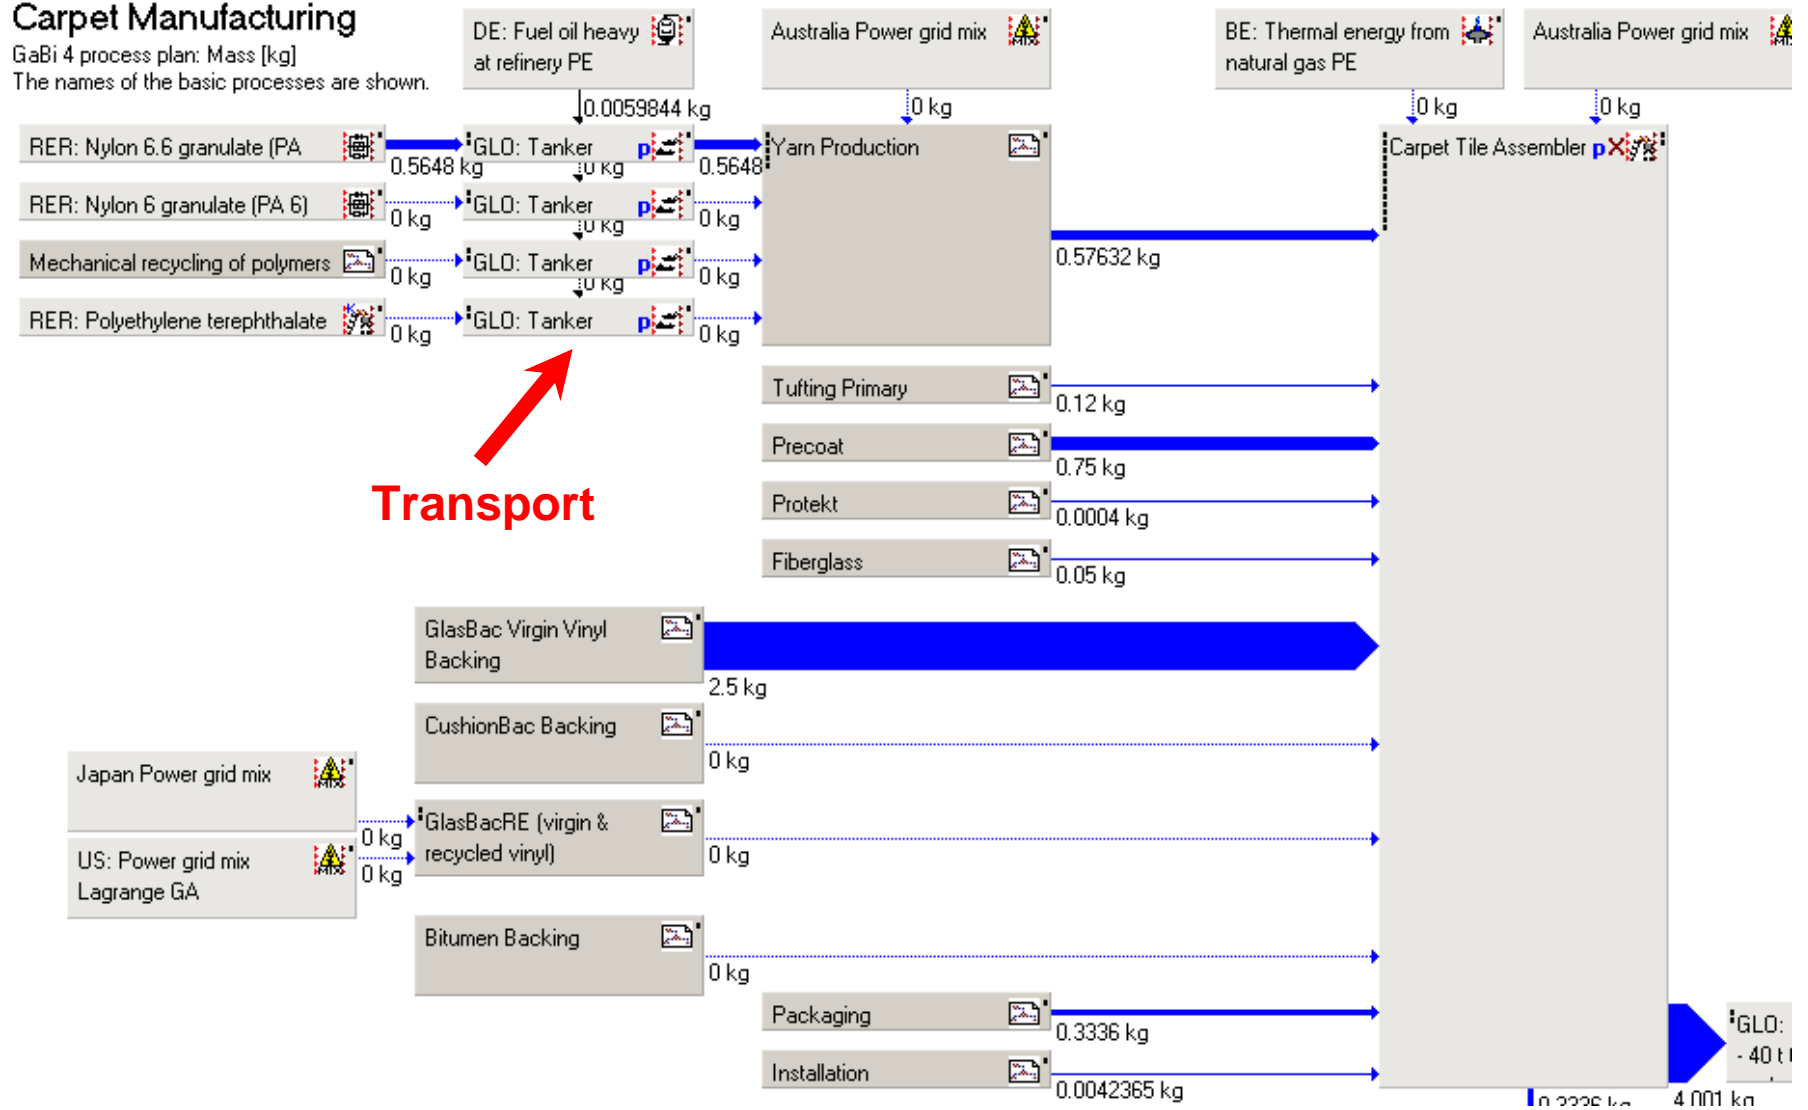 Carpet Manufacturing
GaBi 4 process plan: Mass [kg]
The names of the basic processes are shown.
DE: Fuel oil heavy
at refinery PE
Australia Power grid mix
BE: Thermal energy from
natural gas PE
Australia Power grid mix
0.0059844 kg
0 kg
0 kg
0 kg
RER: Nylon 6.6 granulate (PA
0.5648 kg
GLO: Tanker
p
0 kg
0.5648
Yarn Production
Carpet Tile Assembler
p
RER: Nylon 6 granulate (PA 6)
0 kg
GLO: Tanker
p
0 kg
0 kg
Mechanical recycling of polymers
0 kg
GLO: Tanker
p
0 kg
0 kg
0.57632 kg
RER: Polyethylene terephthalate
0 kg
GLO: Tanker
p
0 kg
Transport
Tufting Primary
0.12 kg
Precoat
0.75 kg
Protekt
0.0004 kg
Fiberglass
0.05 kg
GlasBac Virgin Vinyl
Backing
2.5 kg
CushionBac Backing
0 kg
Japan Power grid mix
MIX
0 kg
US: Power grid mix
Lagrange GA
MIX
0 kg
GlasBacRE (virgin &
recycled vinyl)
0 kg
Bitumen Backing
0 kg
Packaging
0.3336 kg
Installation
0.0042365 kg
GLO:
- 40 t
0.3336 kg
4.001 kg